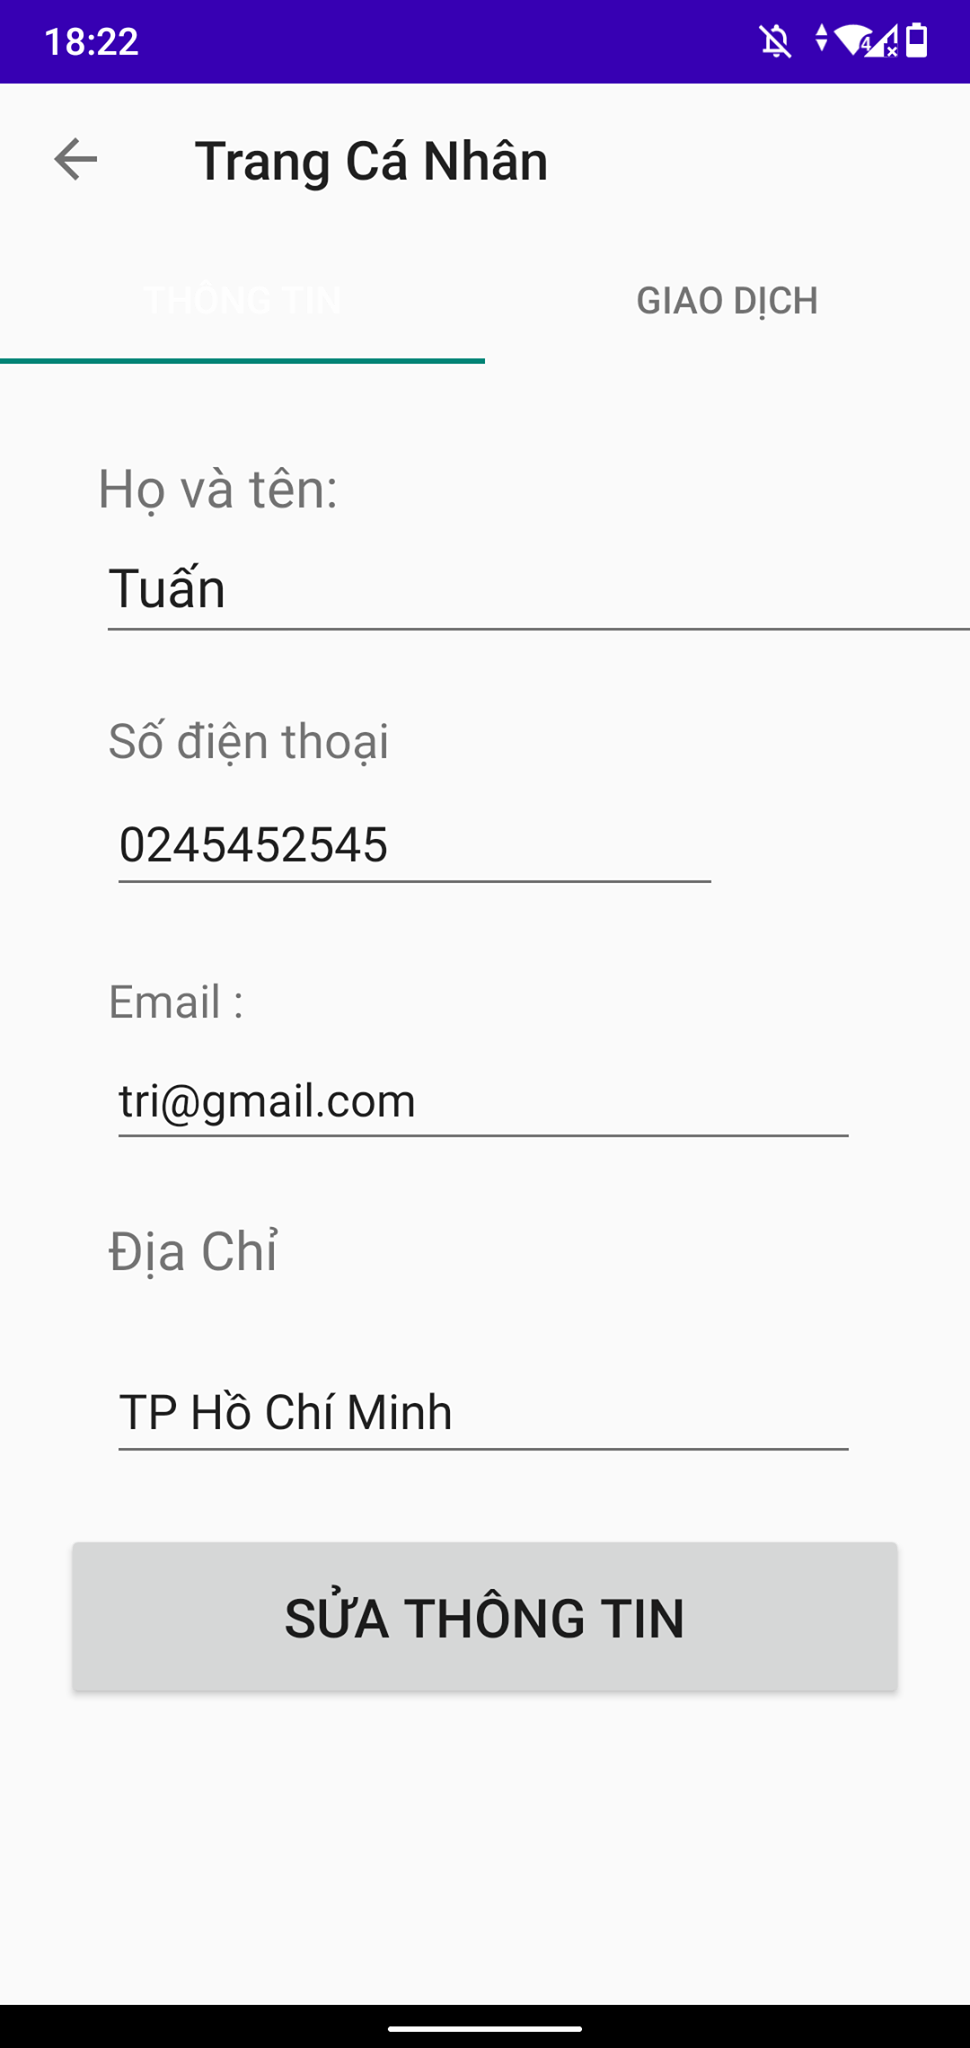 18:22
Trang Cá Nhân
THÔNG TIN
GIAO DỊCH
Họ và tên:
Tuấn
Số điện thoại
0245452545
Email :
tri@gmail.com
Địa Chỉ
TP Hồ Chí Minh
SỬA THÔNG TIN